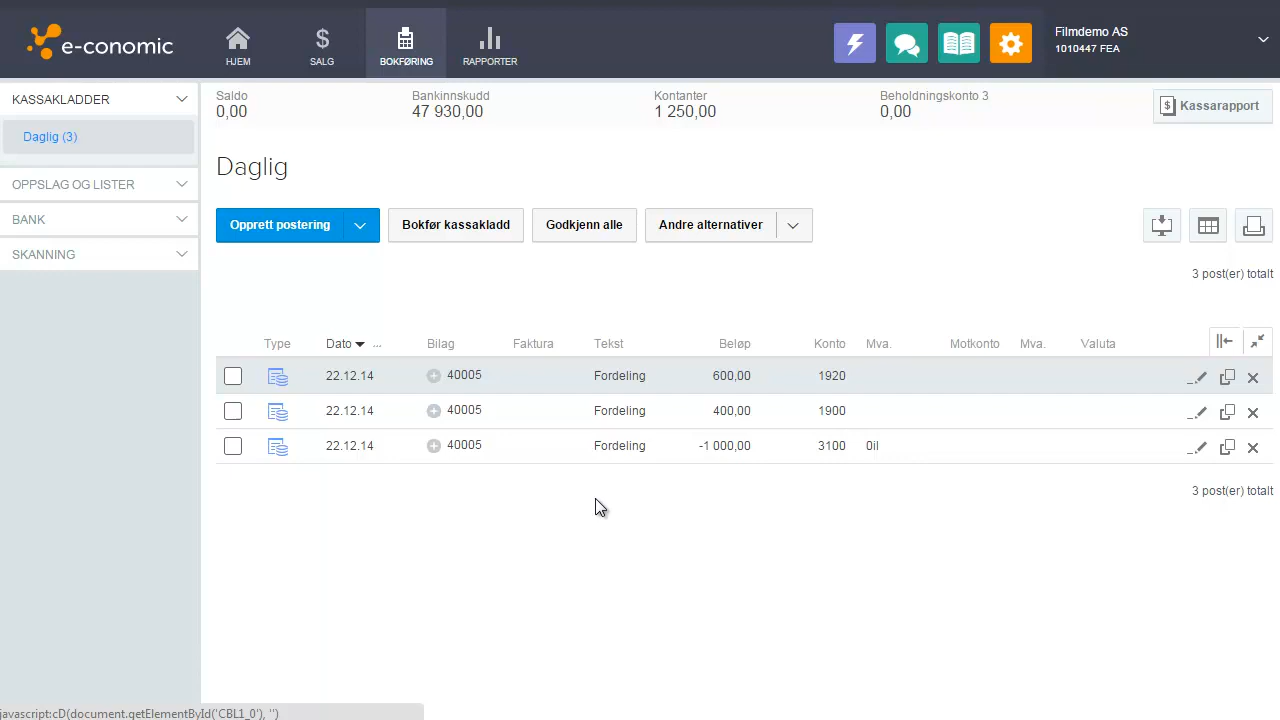 e-conomic
HJEM
SALG
BOKFØRING
RAPPORTER
Filmdemo AS
1010447 FEA
KASSAKLADDER
Daglig (3)
OPPSLAG OG LISTER
BANK
SKANNING
Saldo
0,00
Bankinnskudd
47 930,00
Kontanter
1 250,00
Beholdningskonto 3
0,00
Kassarapport
Daglig
Opprett postering
Bokfør kassakladd
Godkjenn alle
Andre alternativer
3 post(er) totalt
Type Dato ... Bilag Faktura Tekst Beløp Konto Mva. Motkonto Mva. Valuta
22.12.14 40005 Fordeling 600,00 1920
22.12.14 40005 Fordeling 400,00 1900
22.12.14 40005 Fordeling -1 000,00 3100 0il
3 post(er) totalt
javascript:cD(document.getElementById('CBL1_0'), '')